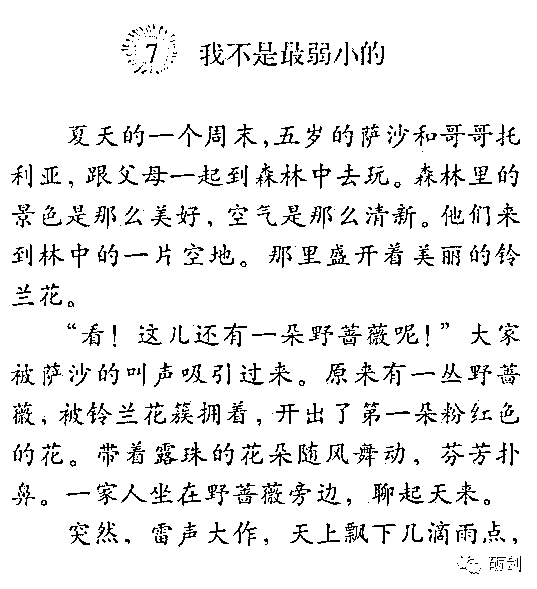 7 我不是最弱小的
夏天的一个周末,五岁的萨沙和哥哥托
利亚,跟父母一起到森林中去玩。森林里的
景色是那么美好,空气是那么清新。他们来
到林中的一片空地。那里盛开着美丽的铃
兰花。
“看!这儿还有一朵野蔷薇呢!”大家
被萨沙的叫声吸引过来。原来有一丛野蔷
薇,被铃兰花簇拥着,开出了第一朵粉红色
的花。带着露珠的花朵随风舞动,芬芳扑
鼻。一家人坐在野蔷薇旁边,聊起天来。
突然,雷声大作,天上飘下几滴雨点,